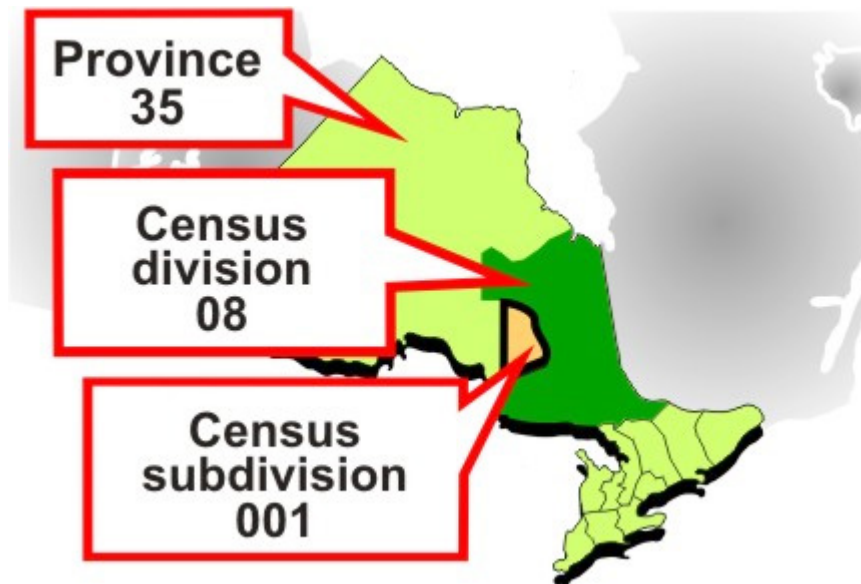 Province
35
Census
division
08
Census
subdivision
001